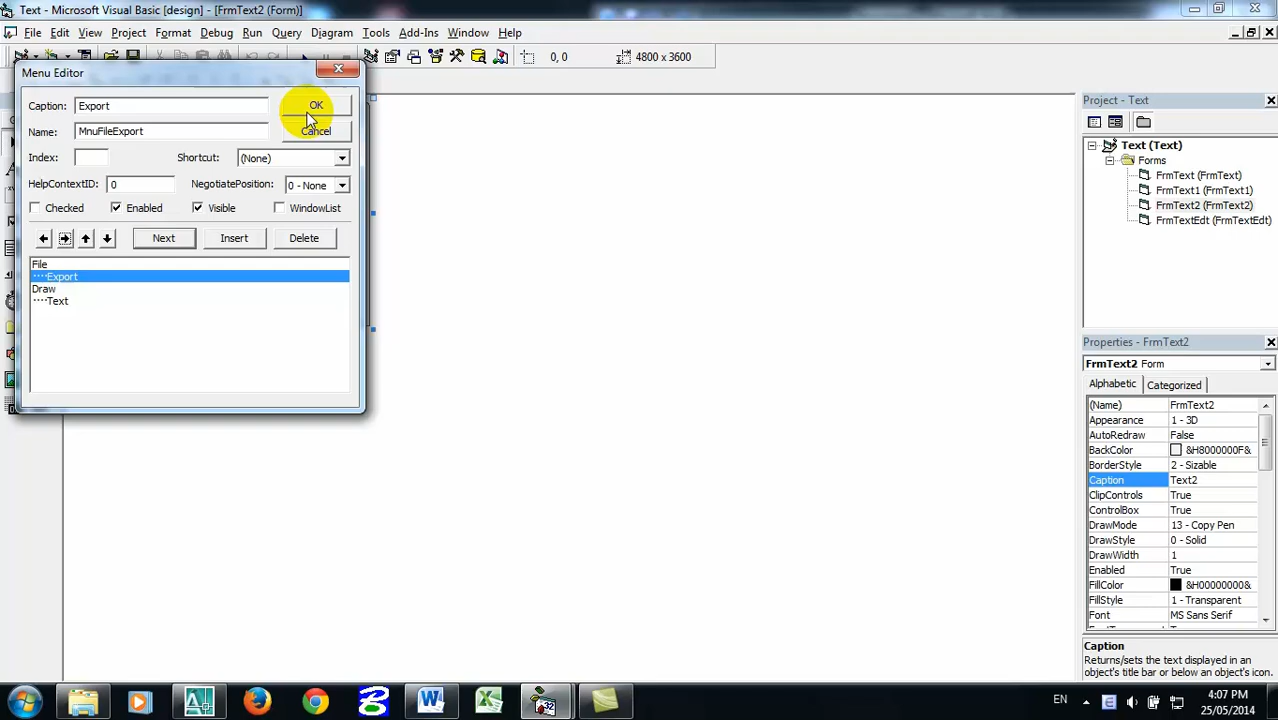 Text - Microsoft Visual Basic [design] - [FrmText2 (Form)]
File Edit View Project Format Debug Run Query Diagram Tools Add-Ins Window Help
0, 0 4800 x 3600
Menu Editor
Caption: Export OK
Name: MnuFileExport Cancel
Index: Shortcut: (None)
HelpContextID: 0 NegotiatePosition: 0 - None
Checked Enabled Visible WindowList
Next Insert Delete
File
····Export
Draw
····Text
Project - Text
Text (Text)
Forms
FrmText (FrmText)
FrmText1 (FrmText1)
FrmText2 (FrmText2)
FrmTextEdt (FrmTextEdt)
Properties - FrmText2
FrmText2 Form
Alphabetic Categorized
(Name) FrmText2
Appearance 1 - 3D
AutoRedraw False
BackColor &H8000000F&
BorderStyle 2 - Sizable
Caption Text2
ClipControls True
ControlBox True
DrawMode 13 - Copy Pen
DrawStyle 0 - Solid
DrawWidth 1
Enabled True
FillColor &H00000000&
FillStyle 1 - Transparent
Font MS Sans Serif
Caption
Returns/sets the text displayed in an
object's title bar or below an object's icon.
EN 4:07 PM
25/05/2014